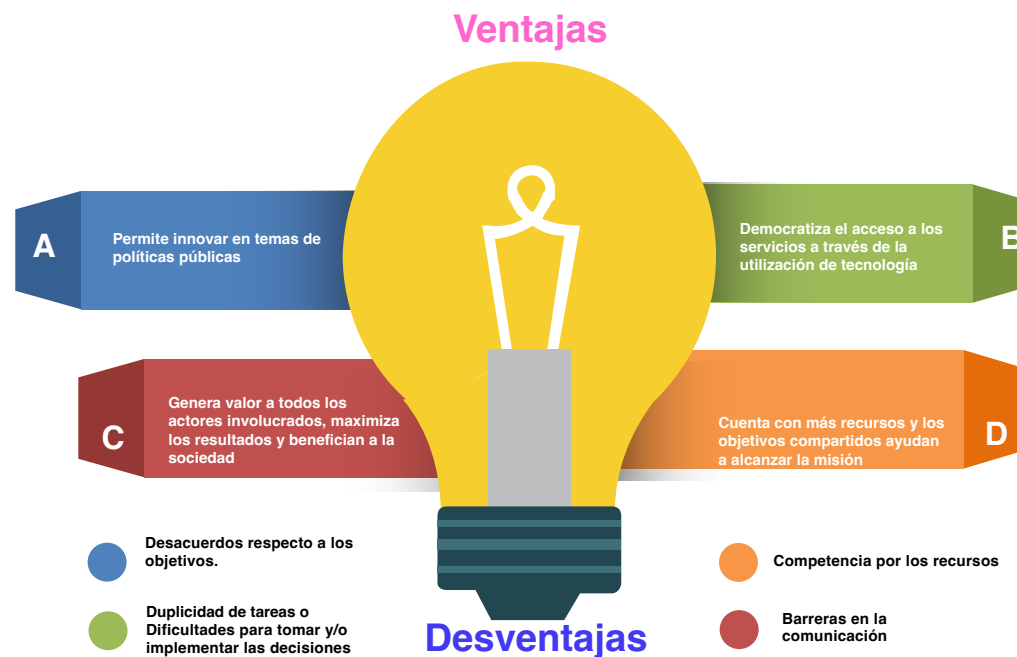 Ventajas
A
Permite innovar en temas de
políticas públicas
B
Democratiza el acceso a los
servicios a través de la
utilización de tecnología
C
Genera valor a todos los
actores involucrados, maximiza
los resultados y benefician a la
sociedad
D
Cuenta con más recursos y los
objetivos compartidos ayudan
a alcanzar la misión
Desacuerdos respecto a los
objetivos.
Competencia por los recursos
Duplicidad de tareas o
Dificultades para tomar y/o
implementar las decisiones
Barreras en la
comunicación
Desventajas